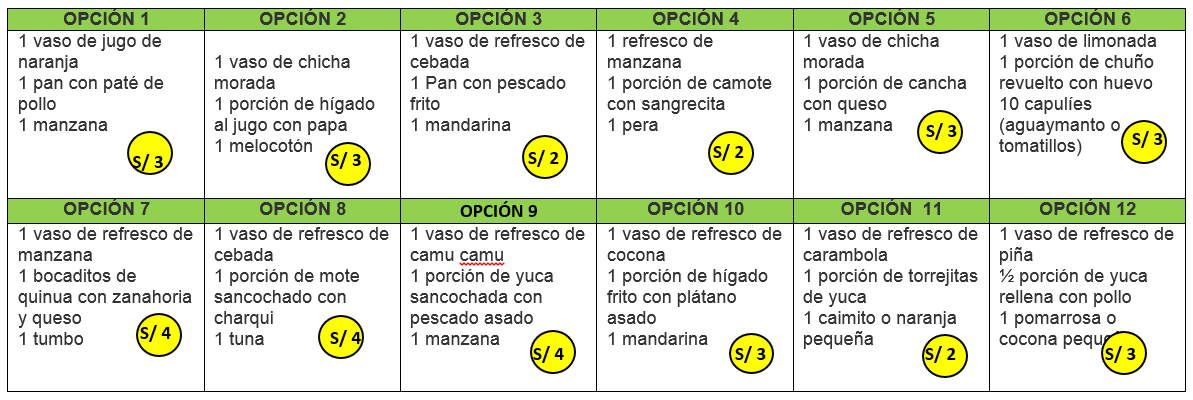 OPCIÓN 1
1 vaso de jugo de
naranja
1 pan con paté de
pollo
1 manzana
S/ 3
OPCIÓN 2
1 vaso de chicha
morada
1 porción de hígado
al jugo con papa
1 melocotón
S/ 3
OPCIÓN 3
1 vaso de refresco de
cebada
1 Pan con pescado
frito
1 mandarina
S/ 2
OPCIÓN 4
1 refresco de
manzana
1 porción de camote
con sangrecita
1 pera
S/ 2
OPCIÓN 5
1 vaso de chicha
morada
1 porción de cancha
con queso
1 manzana
S/ 3
OPCIÓN 6
1 vaso de limonada
1 porción de chuño
revuelto con huevo
10 capulíes
(aguaymanto o
tomatillos)
S/ 3
OPCIÓN 7
1 vaso de refresco de
manzana
1 bocaditos de
quinua con zanahoria
y queso
1 tumbo
S/ 4
OPCIÓN 8
1 vaso de refresco de
cebada
1 porción de mote
sancochado con
charqui
1 tuna
S/ 4
OPCIÓN 9
1 vaso de refresco de
camu camu
1 porción de yuca
sancochada con
pescado asado
1 manzana
S/ 4
OPCIÓN 10
1 vaso de refresco de
cocona
1 porción de hígado
frito con plátano
asado
1 mandarina
S/ 3
OPCIÓN 11
1 vaso de refresco de
carambola
1 porción de torrejitas
de yuca
1 caimito o naranja
pequeña
S/ 2
OPCIÓN 12
1 vaso de refresco de
piña
½ porción de yuca
rellena con pollo
1 pomarrosa o
cocona
S/ 3